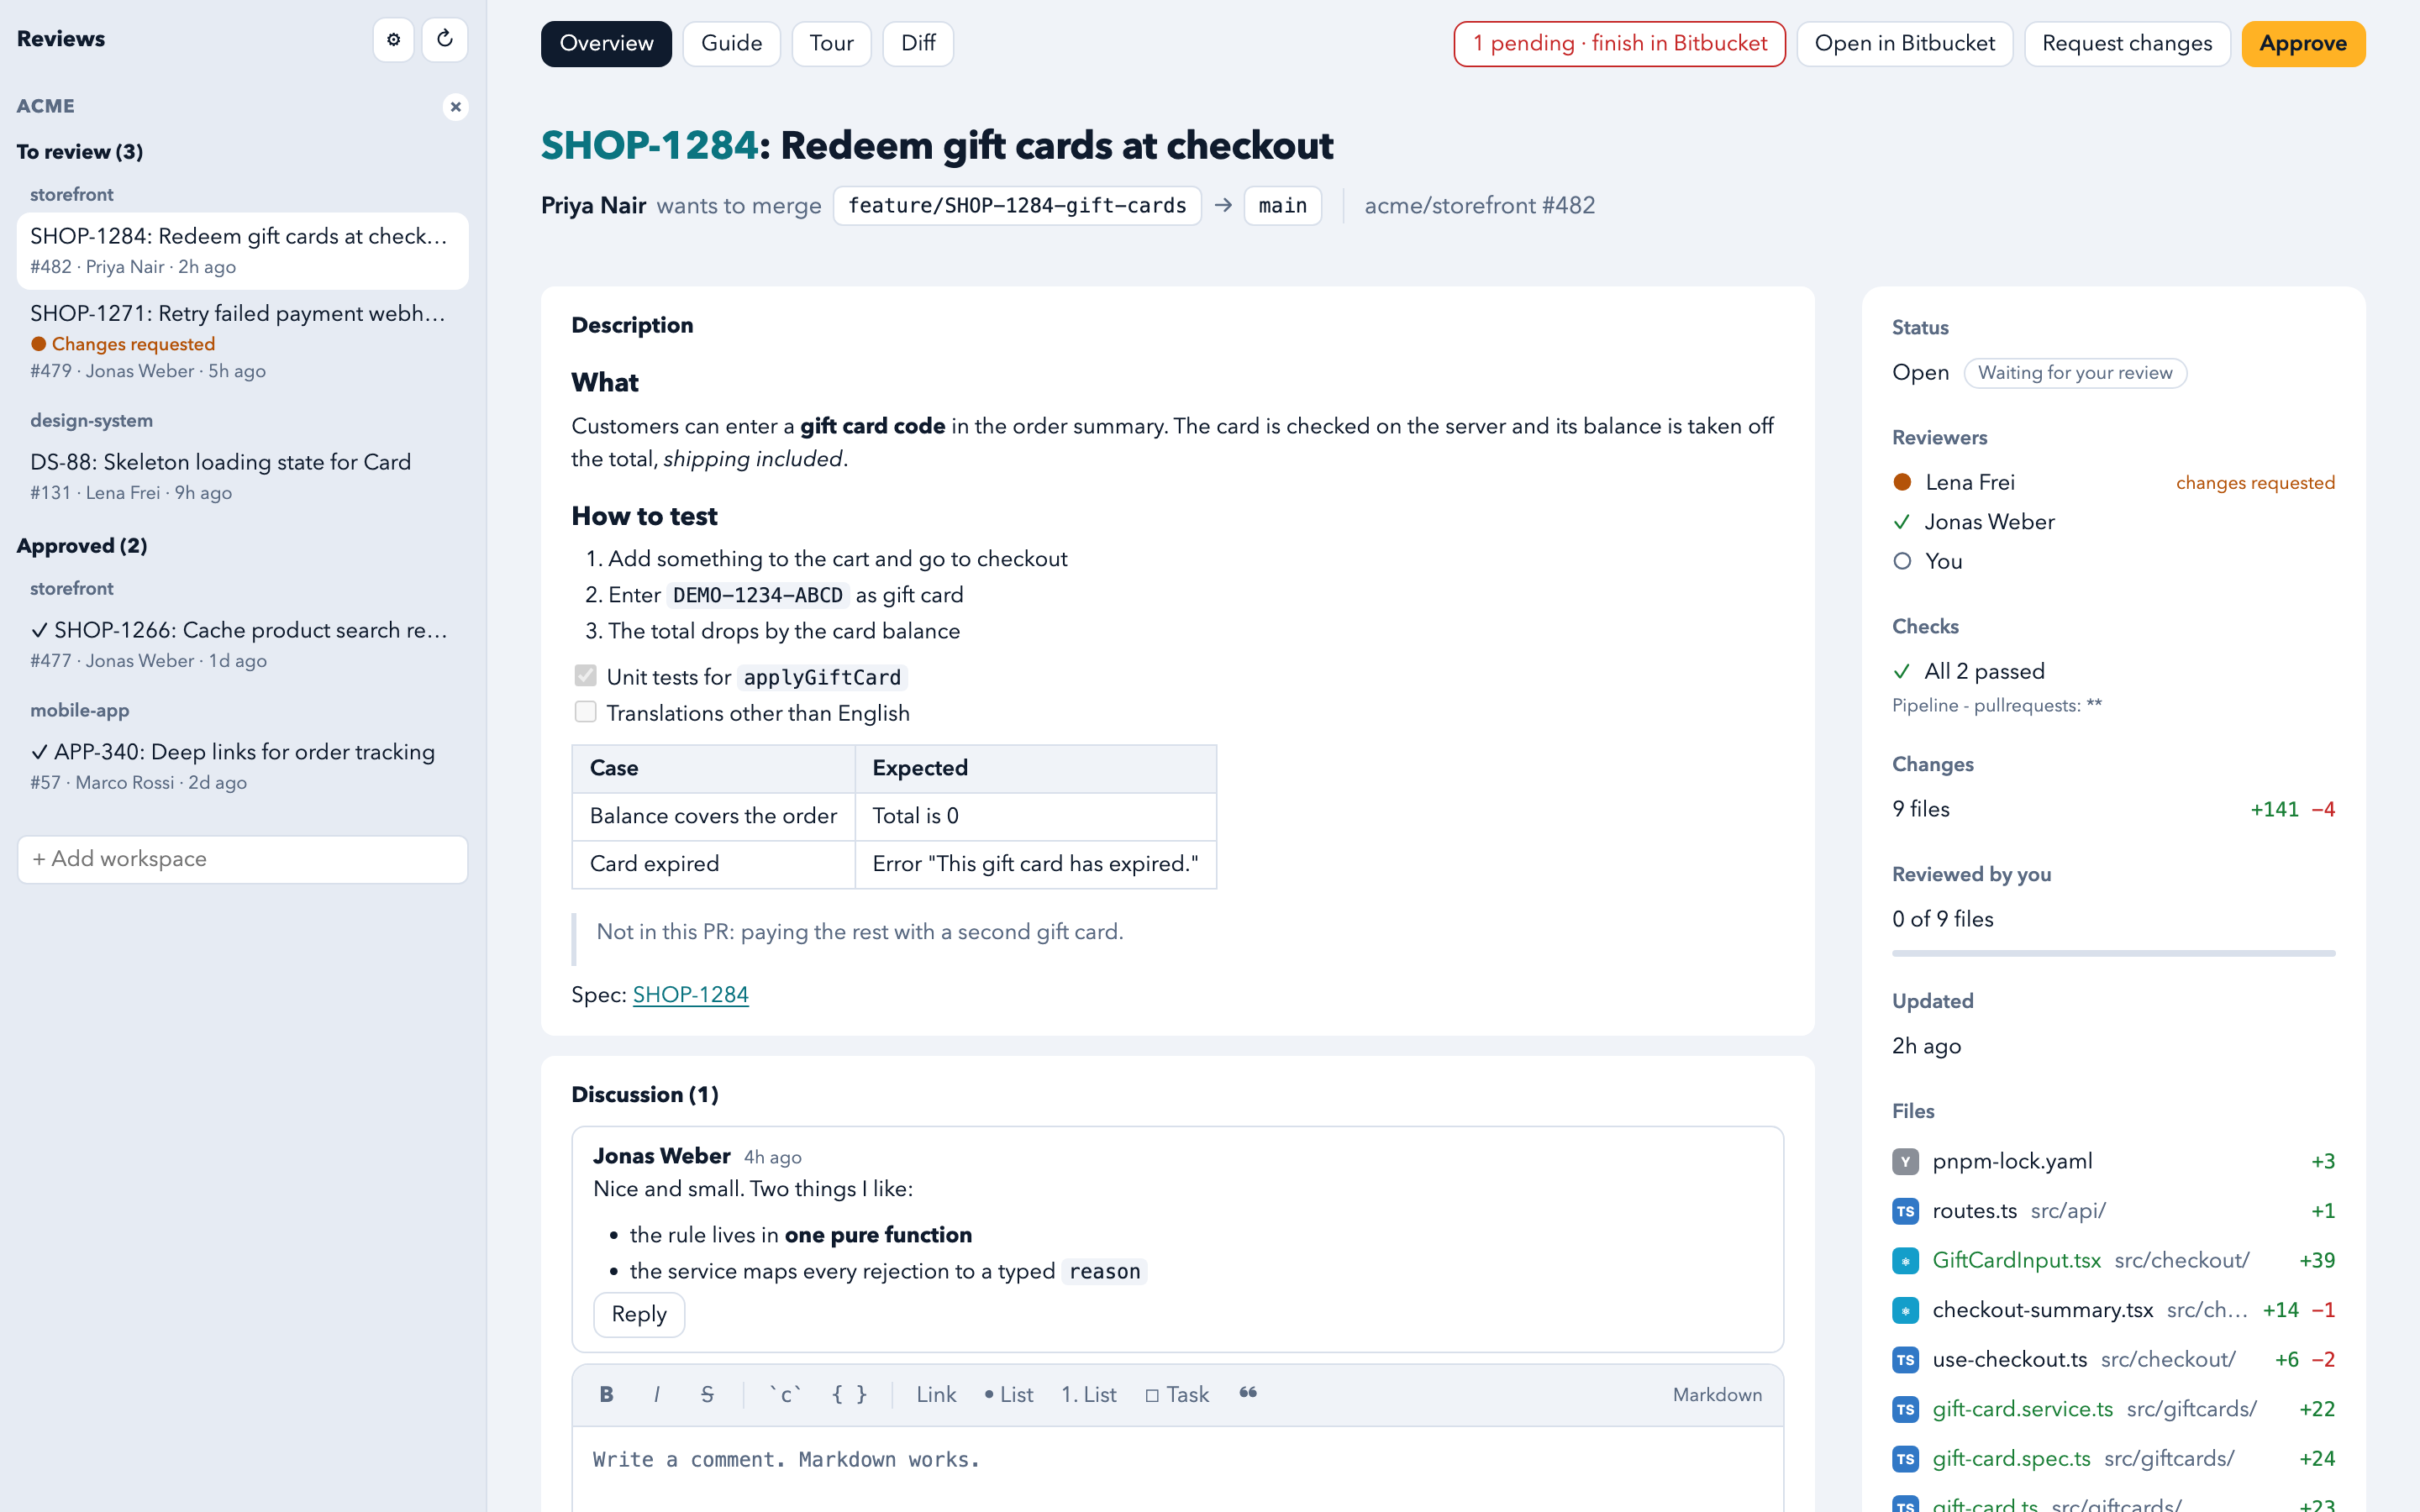 Reviews
ACME
To review (3)
storefront
SHOP-1284: Redeem gift cards at check…
#482 · Priya Nair · 2h ago
SHOP-1271: Retry failed payment webh…
Changes requested
#479 · Jonas Weber · 5h ago
design-system
DS-88: Skeleton loading state for Card
#131 · Lena Frei · 9h ago
Approved (2)
storefront
✓ SHOP-1266: Cache product search re…
#477 · Jonas Weber · 1d ago
mobile-app
✓ APP-340: Deep links for order tracking
#57 · Marco Rossi · 2d ago
+ Add workspace
Overview Guide Tour Diff
1 pending · finish in Bitbucket Open in Bitbucket Request changes Approve
SHOP-1284: Redeem gift cards at checkout
Priya Nair wants to merge feature/SHOP-1284-gift-cards → main acme/storefront #482
Description
What
Customers can enter a gift card code in the order summary. The card is checked on the server and its balance is taken off
the total, shipping included.
How to test
1. Add something to the cart and go to checkout
2. Enter DEMO-1234-ABCD as gift card
3. The total drops by the card balance
Unit tests for applyGiftCard
Translations other than English
Case Expected
Balance covers the order Total is 0
Card expired Error "This gift card has expired."
Not in this PR: paying the rest with a second gift card.
Spec: SHOP-1284
Discussion (1)
Jonas Weber 4h ago
Nice and small. Two things I like:
• the rule lives in one pure function
• the service maps every rejection to a typed reason
Reply
B I S `c` { } Link • List 1. List □ Task ❝ Markdown
Write a comment. Markdown works.
Status
Open Waiting for your review
Reviewers
Lena Frei changes requested
Jonas Weber
You
Checks
All 2 passed
Pipeline - pullrequests: **
Changes
9 files +141 −4
Reviewed by you
0 of 9 files
Updated
2h ago
Files
Y pnpm-lock.yaml +3
TS routes.ts src/api/ +1
GiftCardInput.tsx src/checkout/ +39
checkout-summary.tsx src/ch… +14 −1
TS use-checkout.ts src/checkout/ +6 −2
TS gift-card.service.ts src/giftcards/ +22
TS gift-card.spec.ts src/giftcards/ +24
TS gift-card.ts src/giftcards/ +23